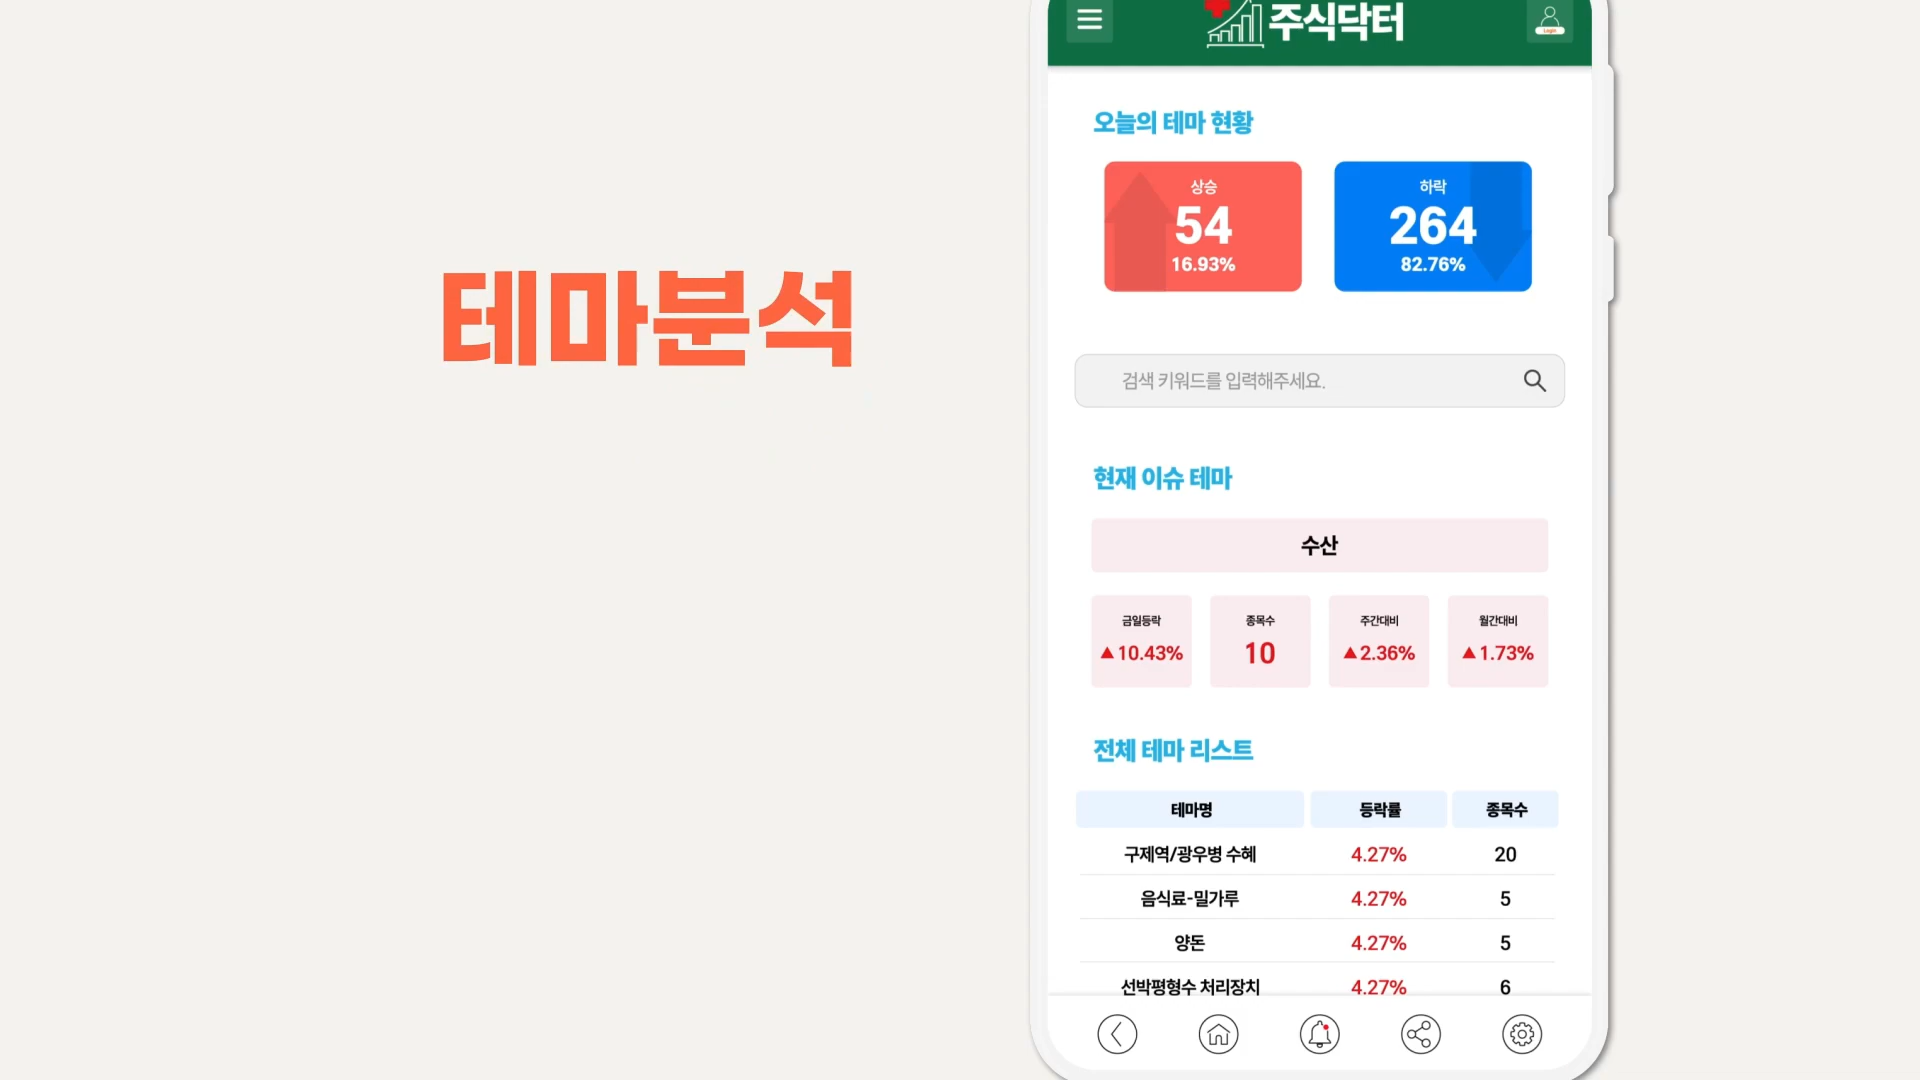 테마분석
주식닥터
Login
오늘의 테마 현황
상승
54
16.93%
하락
264
82.76%
검색 키워드를 입력해주세요.
현재 이슈 테마
수산
금일등락
▲10.43%
종목수
10
주간대비
▲2.36%
월간대비
▲1.73%
전체 테마 리스트
테마명 등락률 종목수
구제역/광우병 수혜 4.27% 20
음식료-밀가루 4.27% 5
양돈 4.27% 5
선박평형수 처리장치 4.27% 6